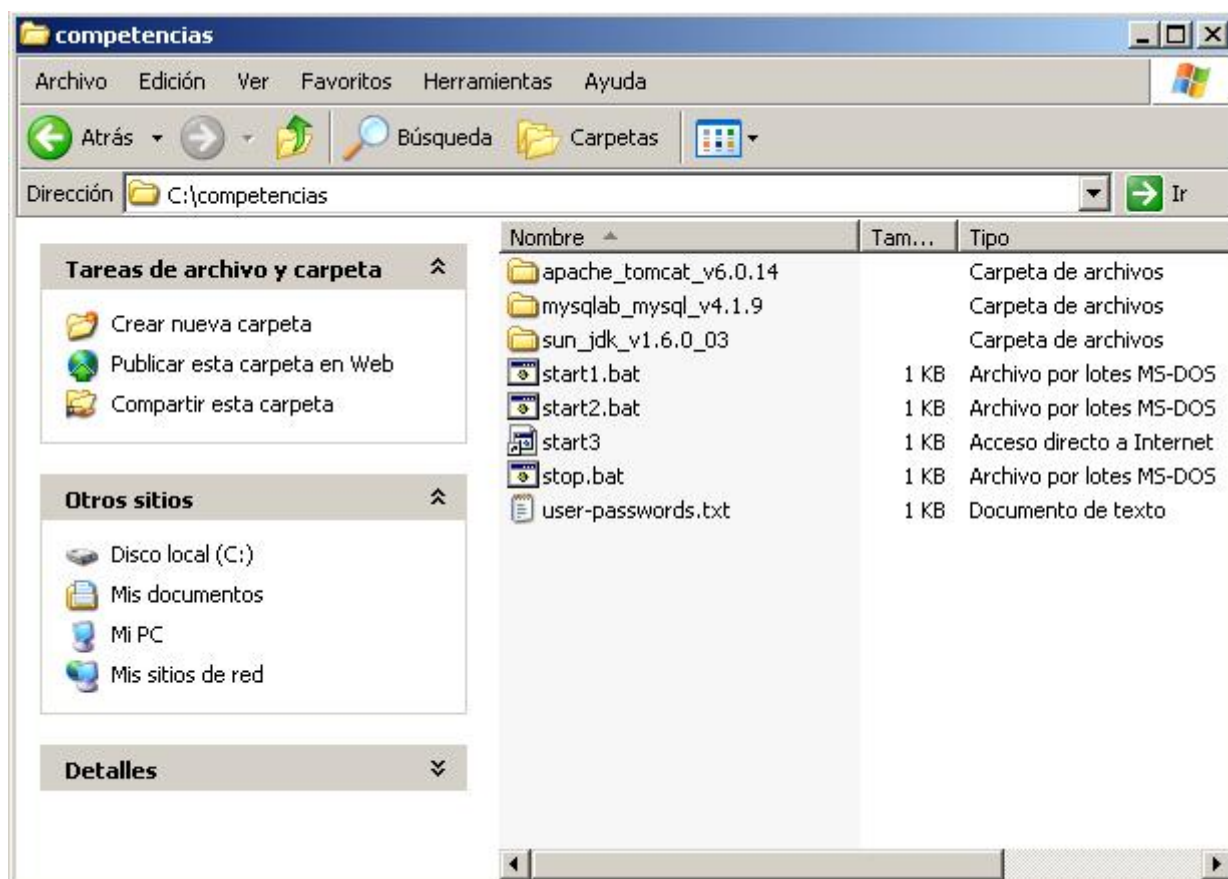 competencias
Archivo Edición Ver Favoritos Herramientas Ayuda
Atrás Búsqueda Carpetas
Dirección C:\competencias Ir
Tareas de archivo y carpeta
Crear nueva carpeta
Publicar esta carpeta en Web
Compartir esta carpeta
Otros sitios
Disco local (C:)
Mis documentos
Mi PC
Mis sitios de red
Detalles
Nombre Tam... Tipo
apache_tomcat_v6.0.14 Carpeta de archivos
mysqlab_mysql_v4.1.9 Carpeta de archivos
sun_jdk_v1.6.0_03 Carpeta de archivos
start1.bat 1 KB Archivo por lotes MS-DOS
start2.bat 1 KB Archivo por lotes MS-DOS
start3 1 KB Acceso directo a Internet
stop.bat 1 KB Archivo por lotes MS-DOS
user-passwords.txt 1 KB Documento de texto